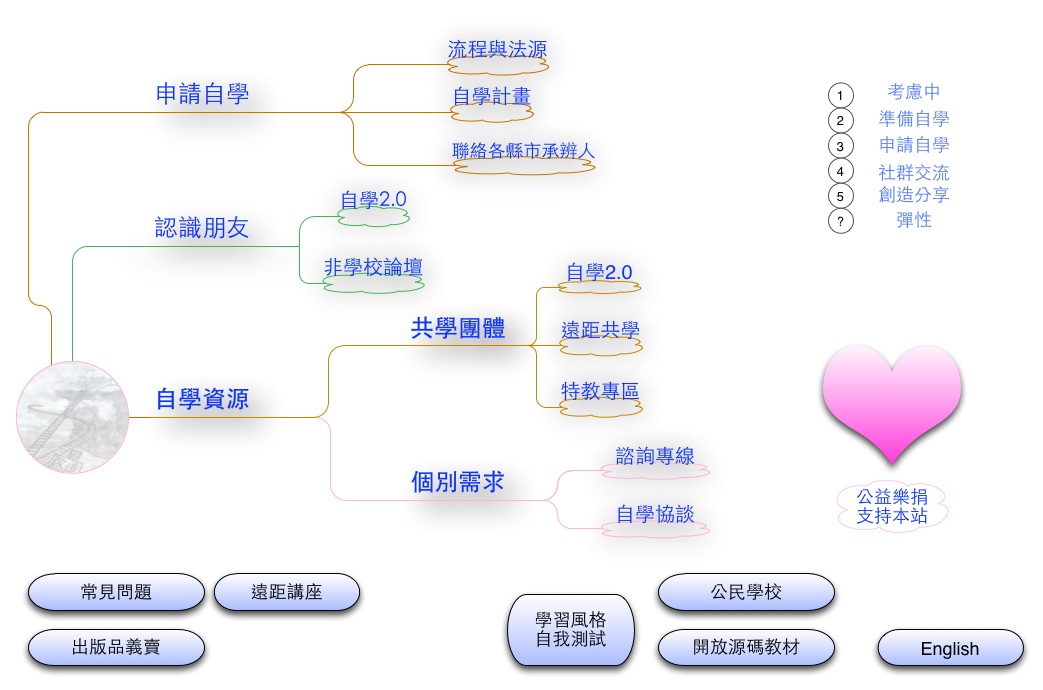 流程與法源
申請自學
自學計畫
聯絡各縣市承辦人
1 考慮中
2 準備自學
3 申請自學
4 社群交流
5 創造分享
? 彈性
自學2.0
認識朋友
非學校論壇
自學2.0
共學團體
遠距共學
特教專區
自學資源
諮詢專線
個別需求
自學協談
公益樂捐
支持本站
常見問題
遠距講座
出版品義賣
學習風格
自我測試
公民學校
開放源碼教材
English